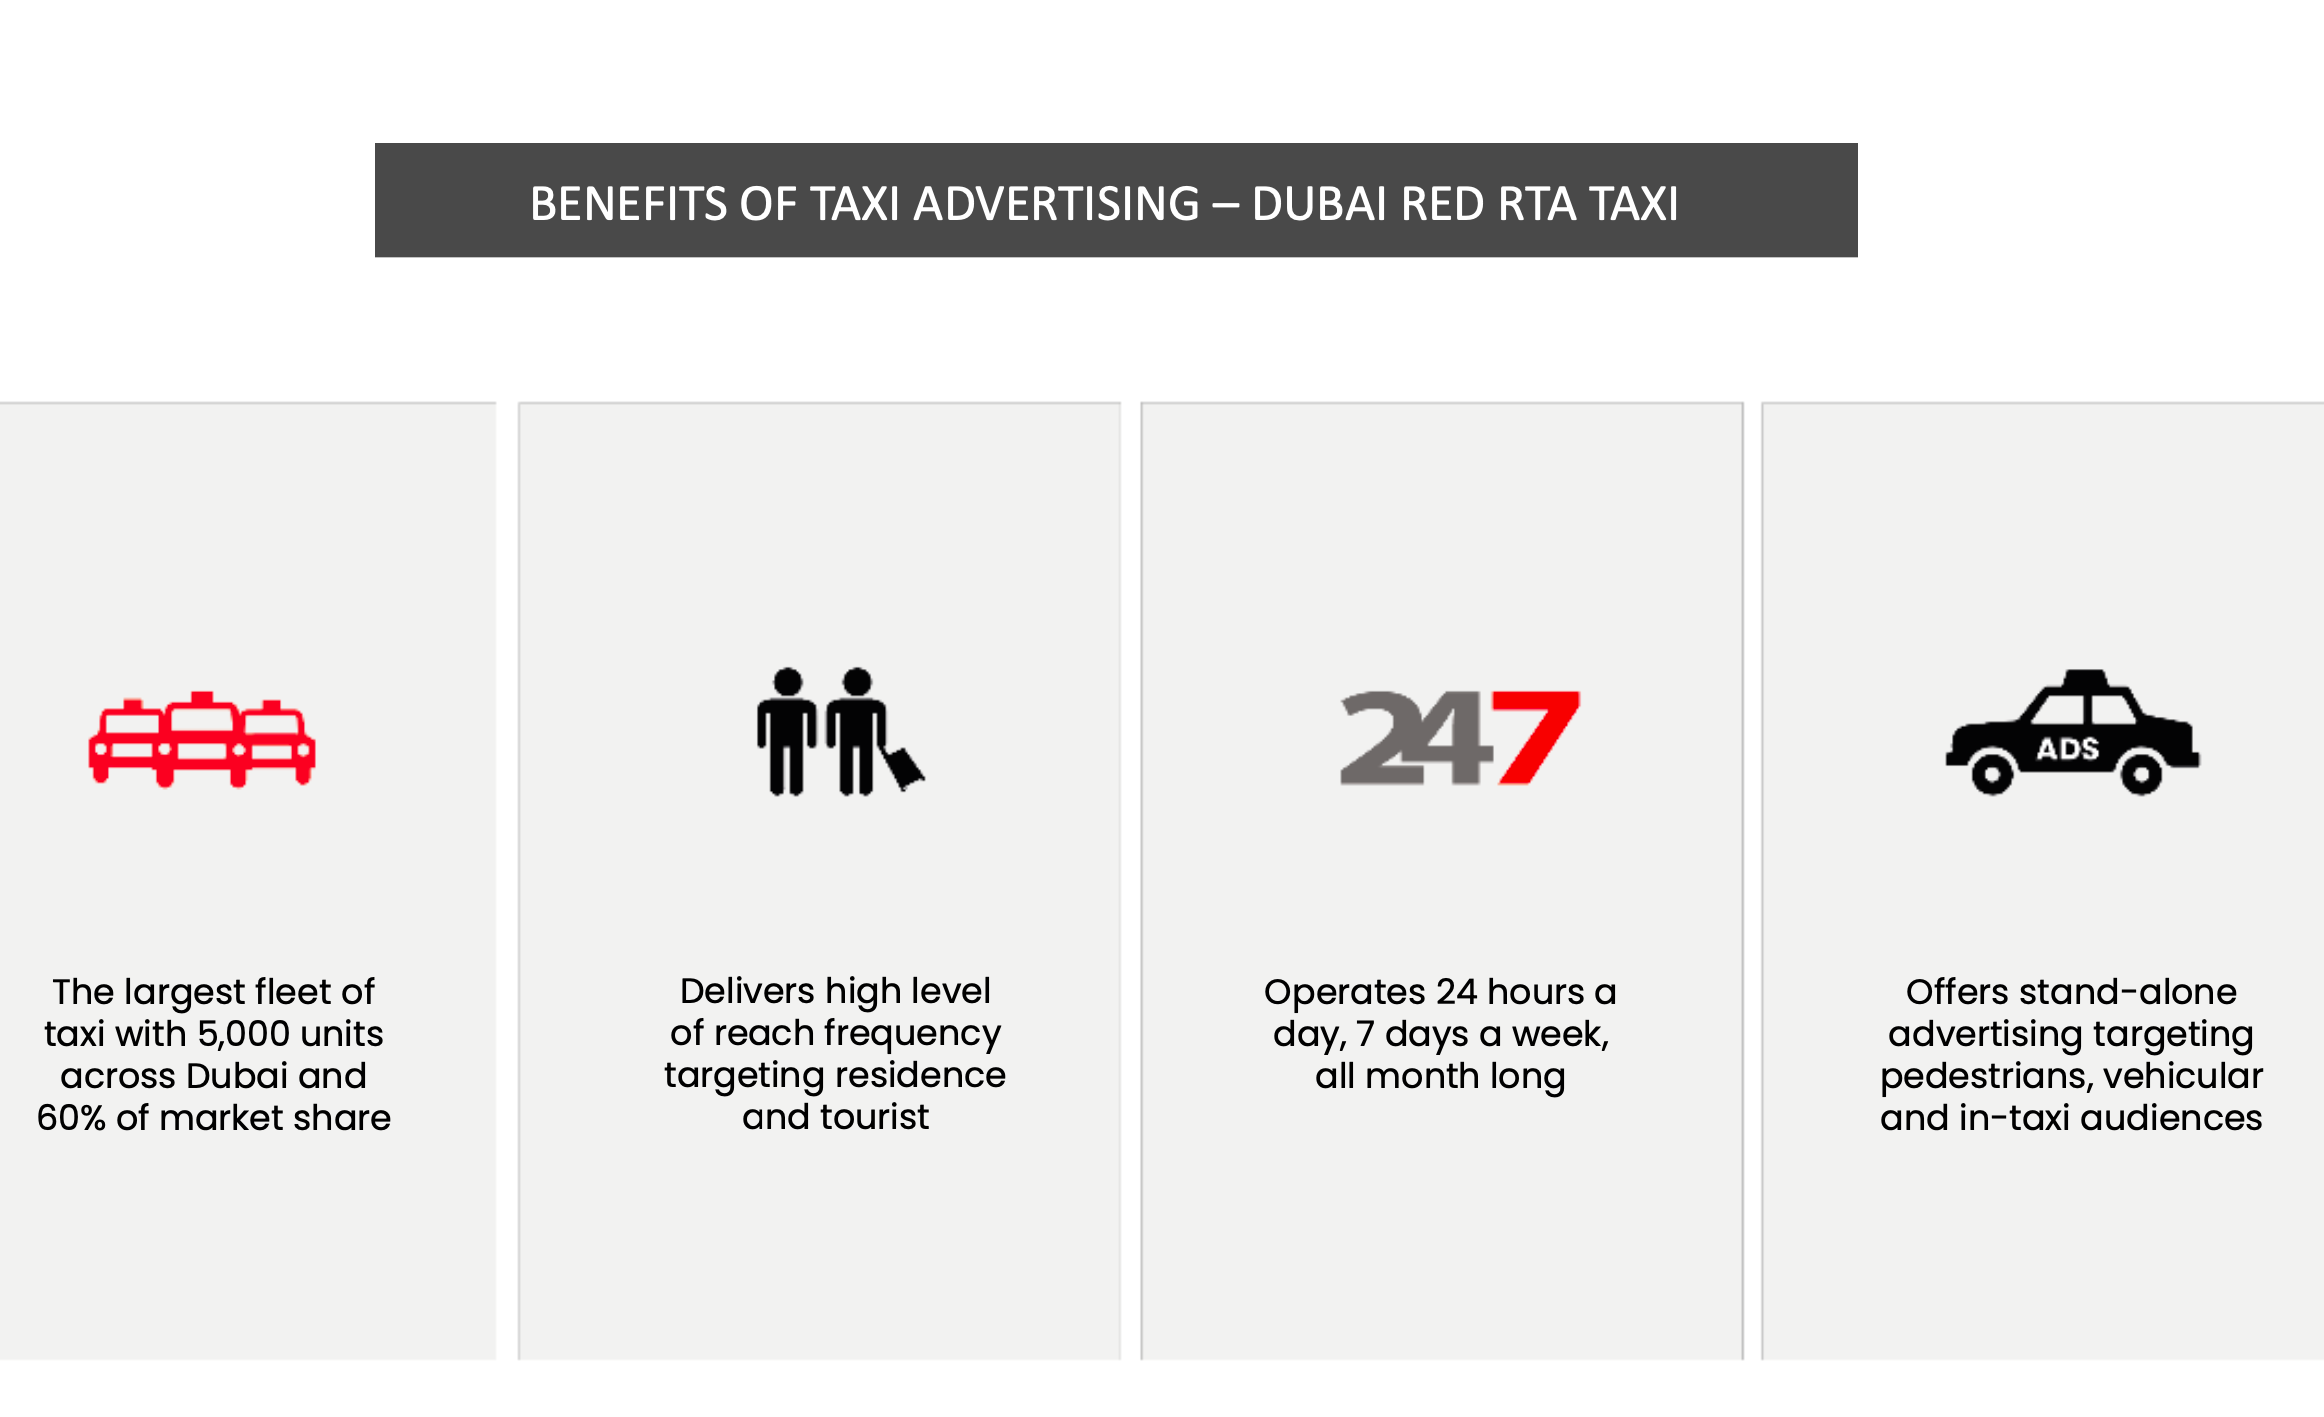 BENEFITS OF TAXI ADVERTISING – DUBAI RED RTA TAXI
The largest fleet of
taxi with 5,000 units
across Dubai and
60% of market share
Delivers high level
of reach frequency
targeting residence
and tourist
247
Operates 24 hours a
day, 7 days a week,
all month long
ADS
Offers stand-alone
advertising targeting
pedestrians, vehicular
and in-taxi audiences